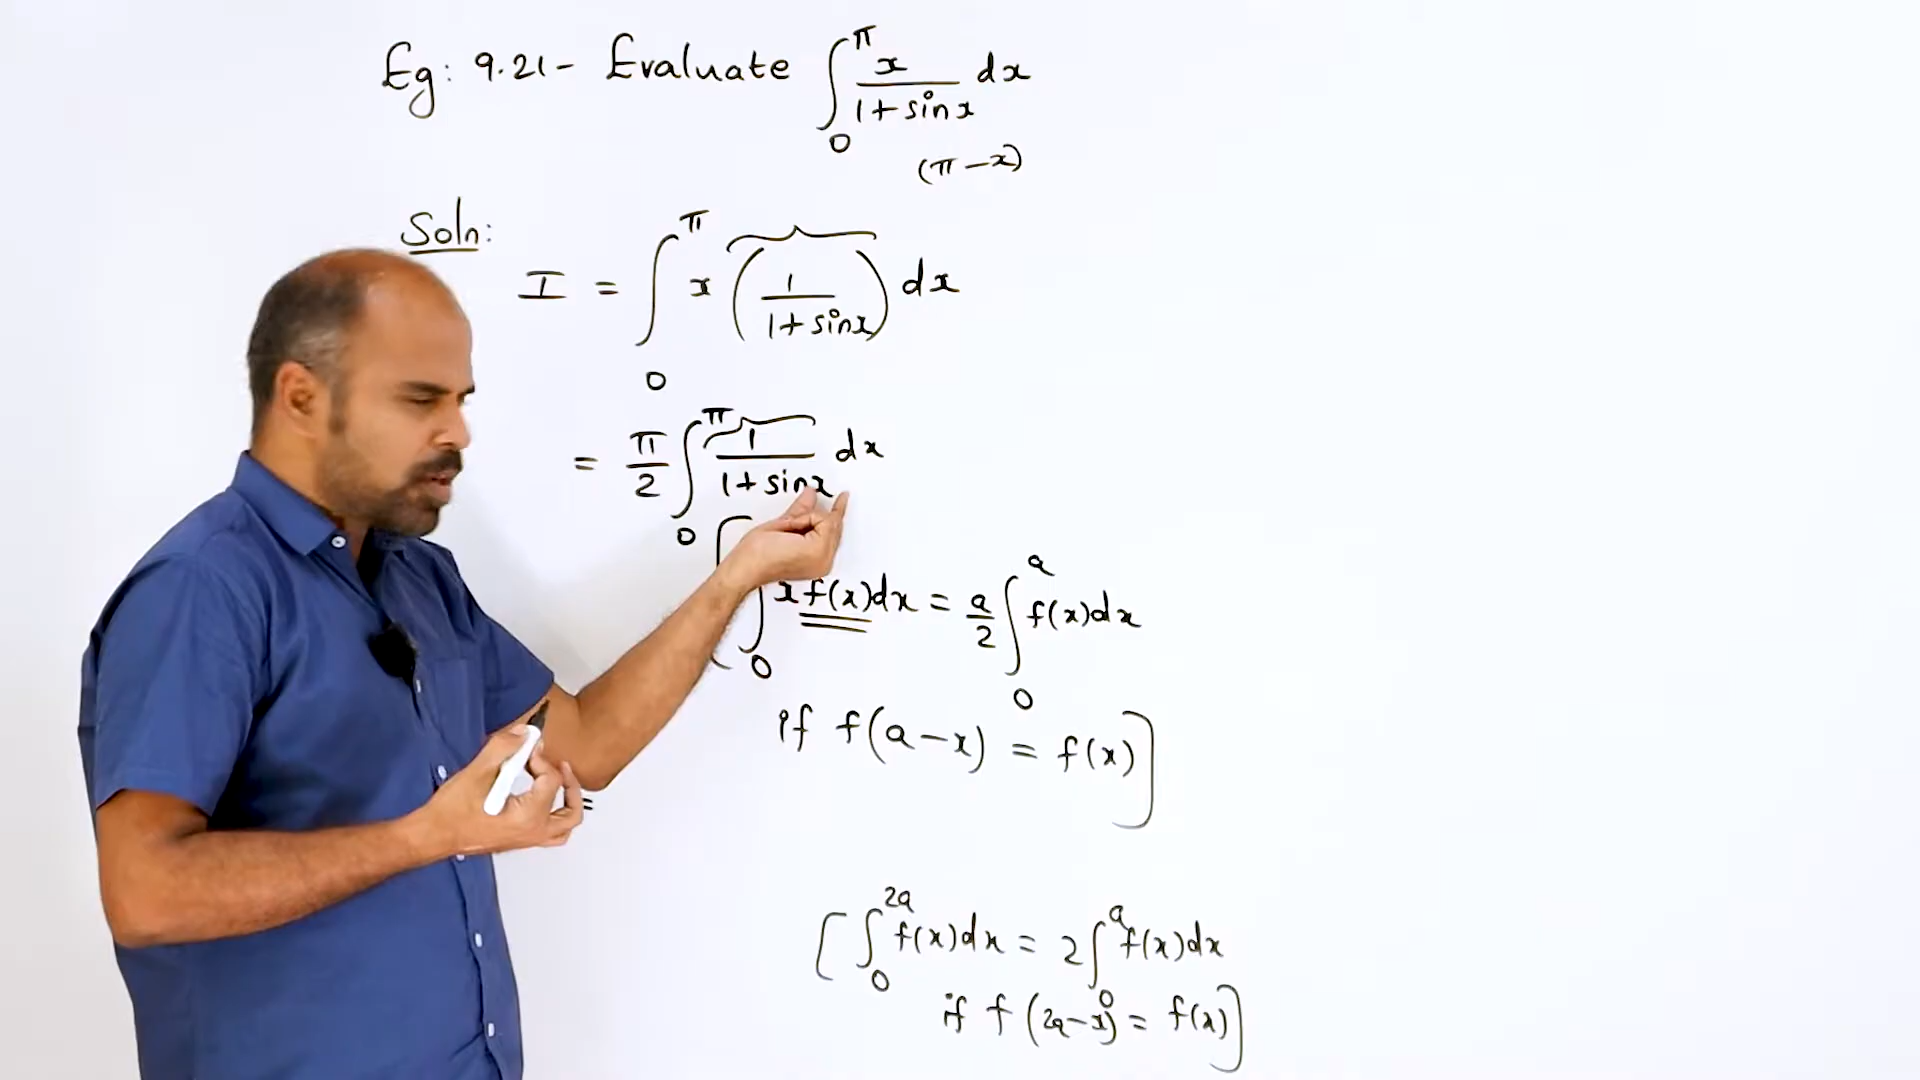 Eg: 9.21- Evaluate ∫₀^π x/(1+sinx) dx
(π-x)
Soln:
I = ∫₀^π x (1/(1+sinx)) dx
= π/2 ∫₀^π 1/(1+sinx) dx
[∫₀ x f(x)dx = a/2 ∫₀^a f(x)dx
if f(a-x) = f(x)]
=
[∫₀^2a f(x)dx = 2∫₀^a f(x)dx
if f(2a-x) = f(x)]